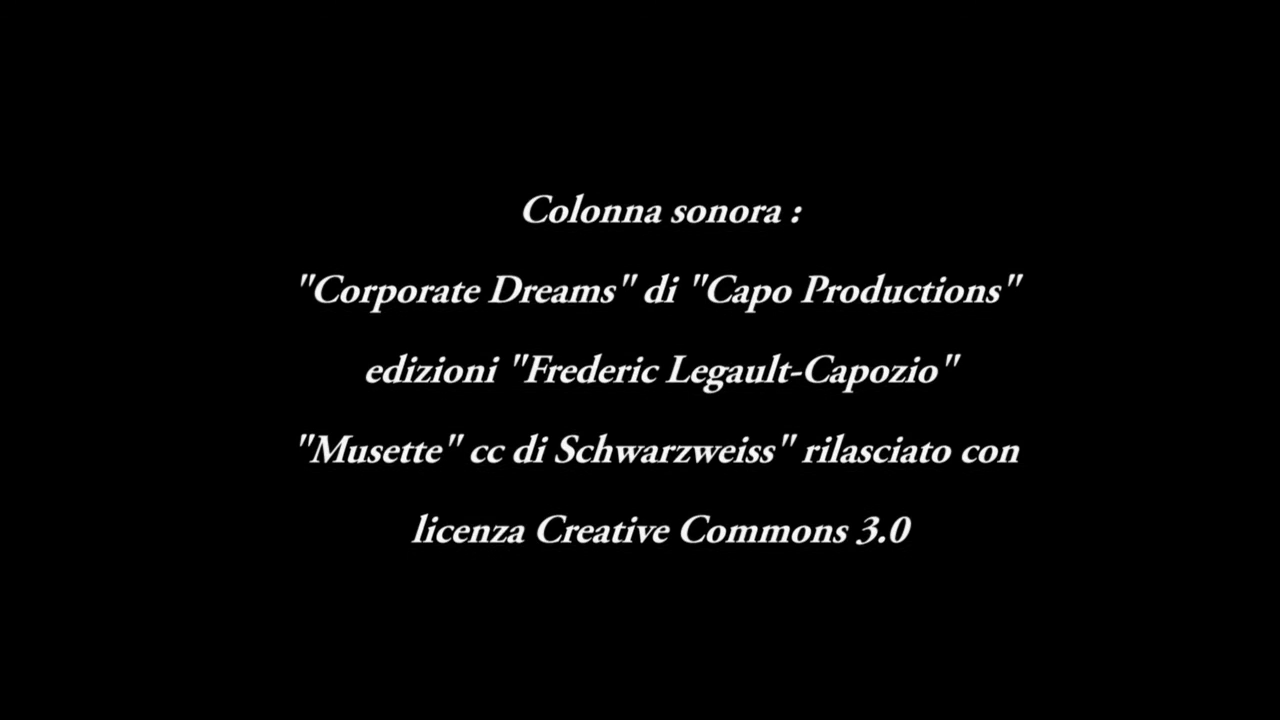 Colonna sonora :
"Corporate Dreams" di "Capo Productions"
edizioni "Frederic Legault-Capozio"
"Musette" cc di Schwarzweiss" rilasciato con
licenza Creative Commons 3.0